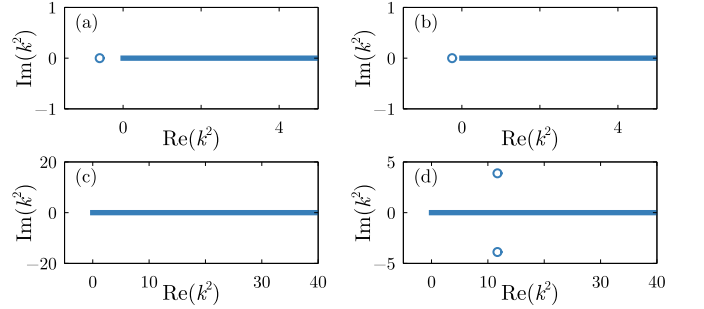 1 (a) 1 (b)
Im(k²) 0 Im(k²) 0
−1 −1
0 4 0 4
Re(k²) Re(k²)
20 (c) 5 (d)
Im(k²) 0 Im(k²) 0
−20 −5
0 10 20 30 40 0 10 20 30 40
Re(k²) Re(k²)